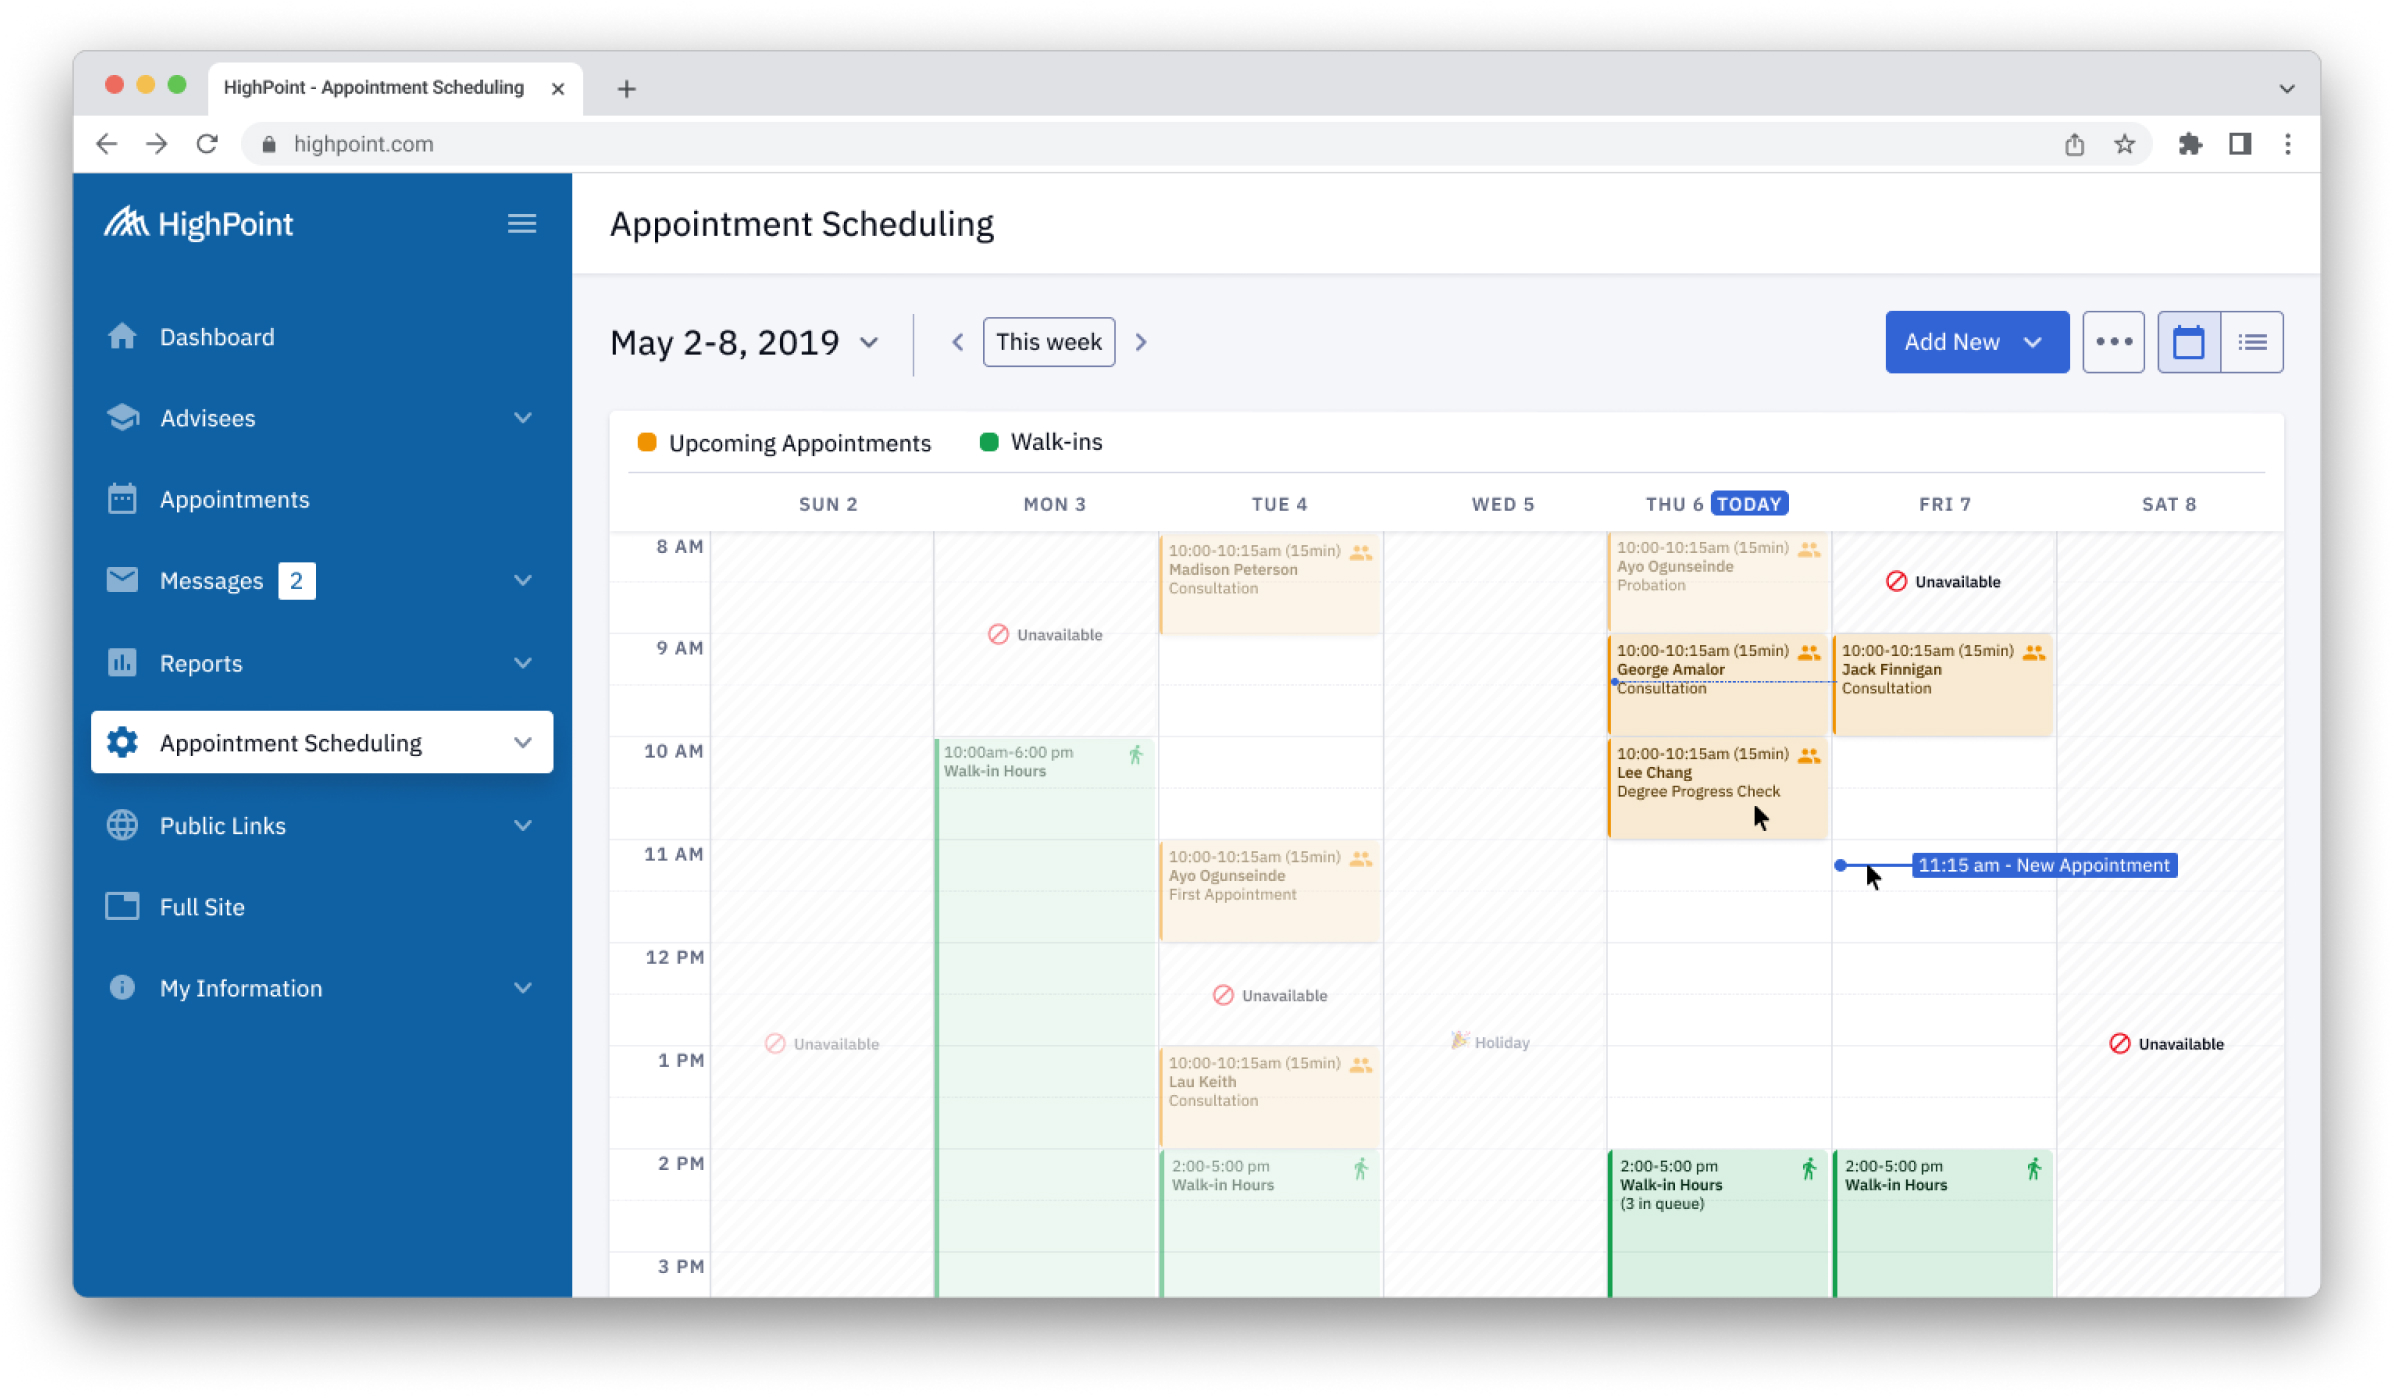 HighPoint - Appointment Scheduling
highpoint.com
HighPoint
Dashboard
Advisees
Appointments
Messages 2
Reports
Appointment Scheduling
Public Links
Full Site
My Information
Appointment Scheduling
May 2-8, 2019
This week
Add New
Upcoming Appointments
Walk-ins
SUN 2
MON 3
TUE 4
WED 5
THU 6 TODAY
FRI 7
SAT 8
8 AM
9 AM
10 AM
11 AM
12 PM
1 PM
2 PM
3 PM
Unavailable
Unavailable
10:00am-6:00 pm
Walk-in Hours
10:00-10:15am (15min)
Madison Peterson
Consultation
10:00-10:15am (15min)
Ayo Ogunseinde
First Appointment
Unavailable
10:00-10:15am (15min)
Lau Keith
Consultation
2:00-5:00 pm
Walk-in Hours
Holiday
10:00-10:15am (15min)
Ayo Ogunseinde
Probation
10:00-10:15am (15min)
George Amalor
Consultation
10:00-10:15am (15min)
Lee Chang
Degree Progress Check
2:00-5:00 pm
Walk-in Hours
(3 in queue)
Unavailable
10:00-10:15am (15min)
Jack Finnigan
Consultation
11:15 am - New Appointment
2:00-5:00 pm
Walk-in Hours
Unavailable